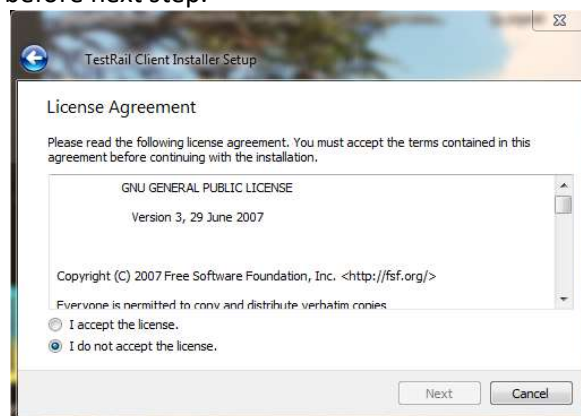 before next step.
TestRail Client Installer Setup
License Agreement
Please read the following license agreement. You must accept the terms contained in this
agreement before continuing with the installation.
GNU GENERAL PUBLIC LICENSE
Version 3, 29 June 2007
Copyright (C) 2007 Free Software Foundation, Inc. <http://fsf.org/>
Everyone is permitted to copy and distribute verbatim copies
I accept the license.
I do not accept the license.
Next Cancel